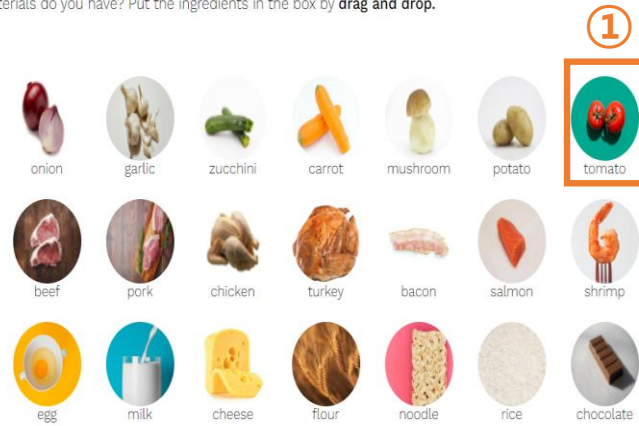 terials do you have? Put the ingredients in the box by drag and drop.
①
onion garlic zucchini carrot mushroom potato tomato
beef pork chicken turkey bacon salmon shrimp
egg milk cheese flour noodle rice chocolate